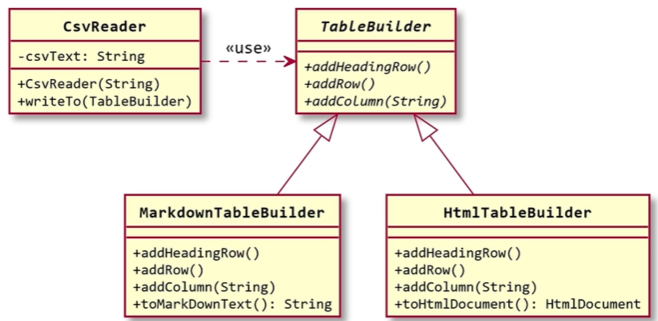 CsvReader
-csvText: String
+CsvReader(String)
+writeTo(TableBuilder)
«use»
TableBuilder
+addHeadingRow()
+addRow()
+addColumn(String)
MarkdownTableBuilder
+addHeadingRow()
+addRow()
+addColumn(String)
+toMarkDownText(): String
HtmlTableBuilder
+addHeadingRow()
+addRow()
+addColumn(String)
+toHtmlDocument(): HtmlDocument